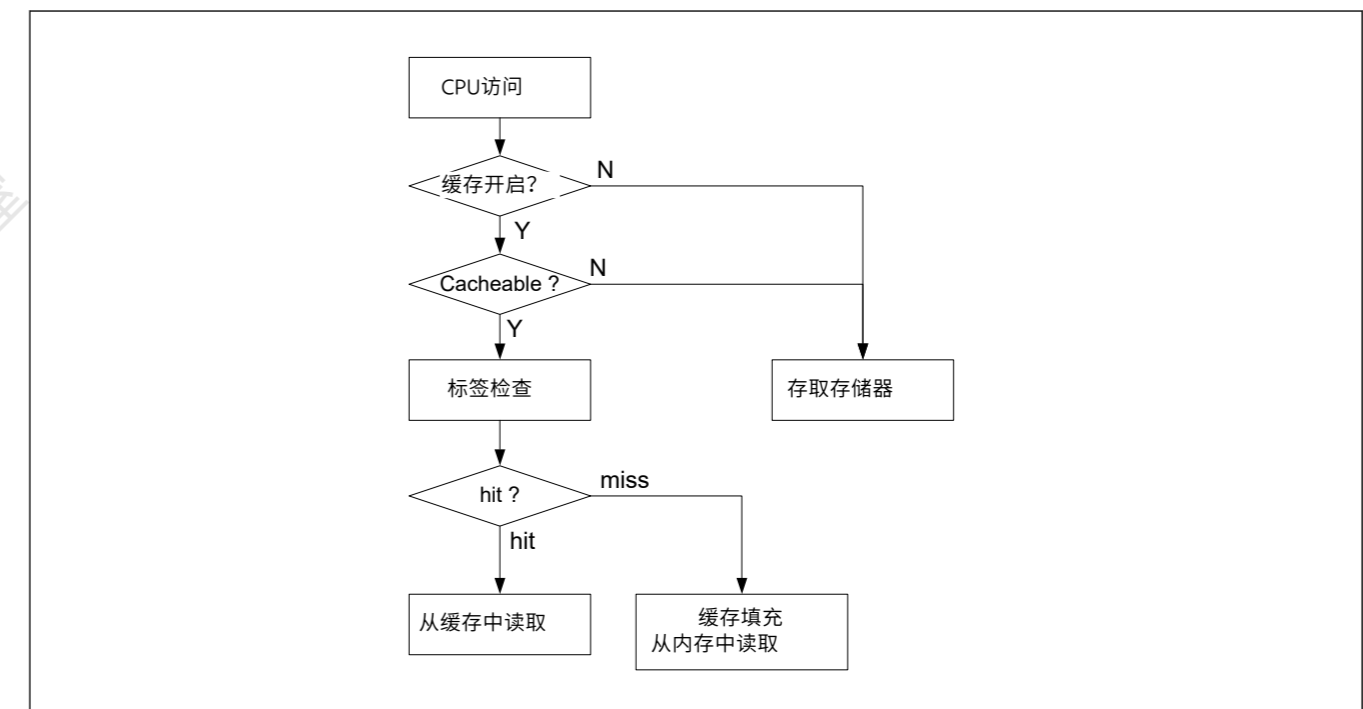 CPU访问
缓存开启？
N
Y
Cacheable ?
N
Y
标签检查
存取存储器
hit ?
miss
hit
从缓存中读取
缓存填充
从内存中读取